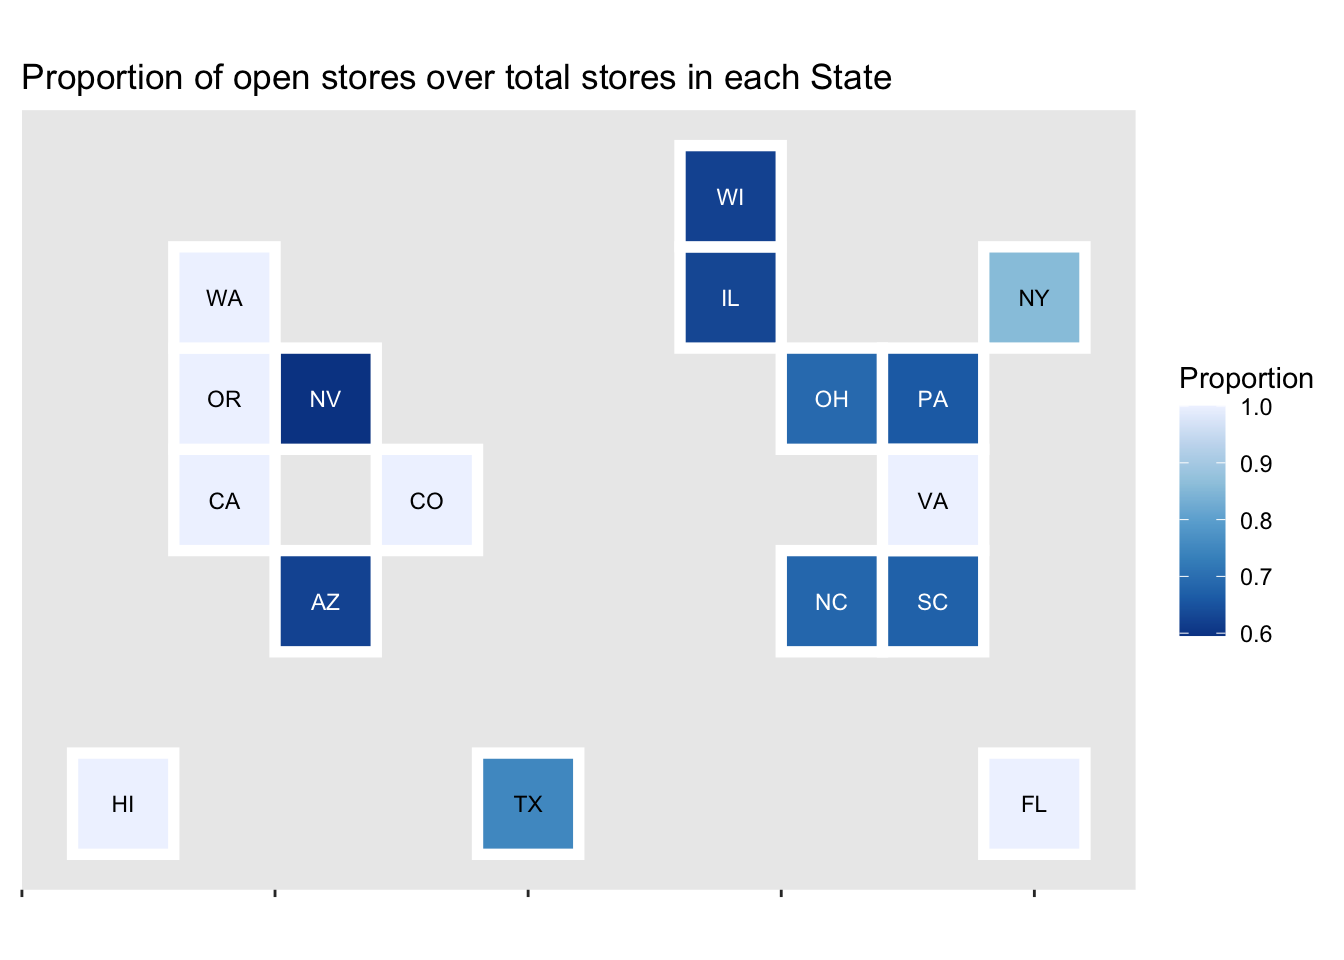 Proportion of open stores over total stores in each State
WI
WA
IL
NY
OR
NV
OH
PA
CA
CO
VA
AZ
NC
SC
HI
TX
FL
Proportion
1.0
0.9
0.8
0.7
0.6